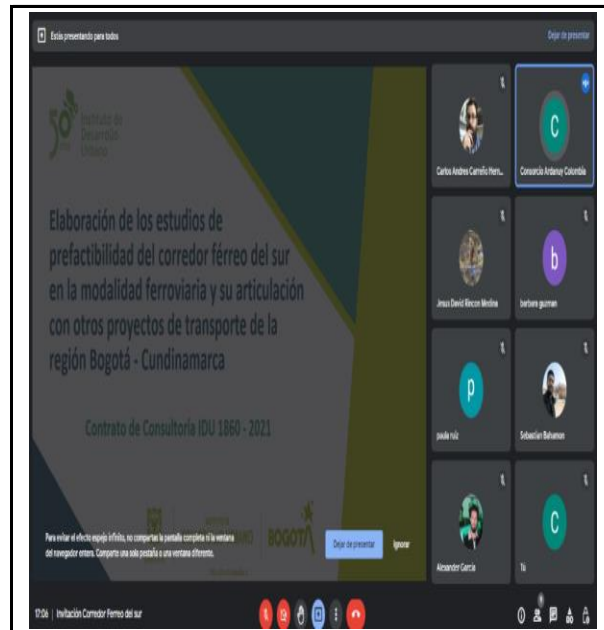 Estás presentando para todos
Dejar de presentar
50
Instituto de
Desarrollo
Urbano
Elaboración de los estudios de
prefactibilidad del corredor férreo del sur
en la modalidad ferroviaria y su articulación
con otros proyectos de transporte de la
región Bogotá - Cundinamarca
Contrato de Consultoría IDU 1860 - 2021
BOGOTÁ
Para evitar el efecto espejo infinito, no compartas la pantalla completa ni la ventana
del navegador entera. Comparte una sola pestaña o una ventana diferente.
Dejar de presentar
Ignorar
Carlos Andres Carreño Hern...
C
Consorcio Ardanuy Colombia
Jesus David Rincon Medina
b
barbara guzman
p
paula ruiz
Sebastian Bahamon
Alexander Garcia
C
Tú
17:06 | Invitación Corredor Ferreo del sur